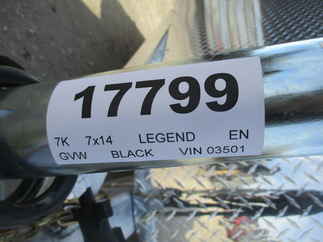 17799
7K 7x14 LEGEND EN
GVW BLACK VIN 03501